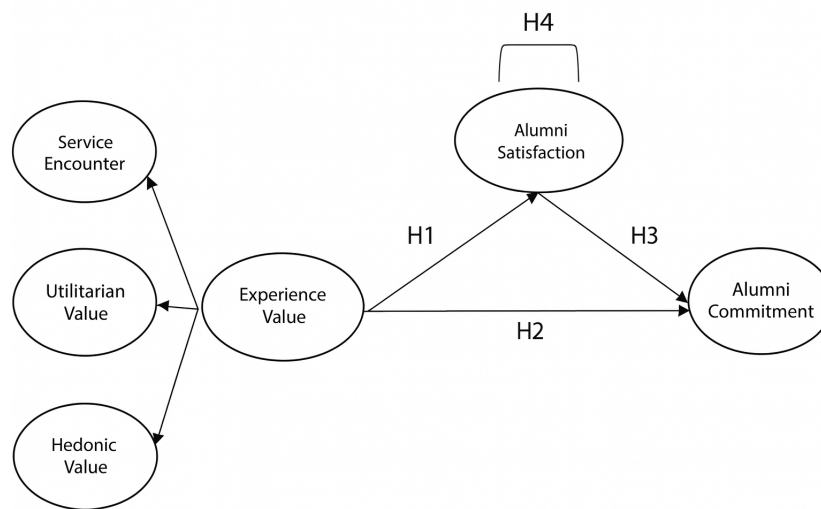 H4
Alumni
Satisfaction
Service
Encounter
H1
H3
Utilitarian
Value
Experience
Value
H2
Alumni
Commitment
Hedonic
Value